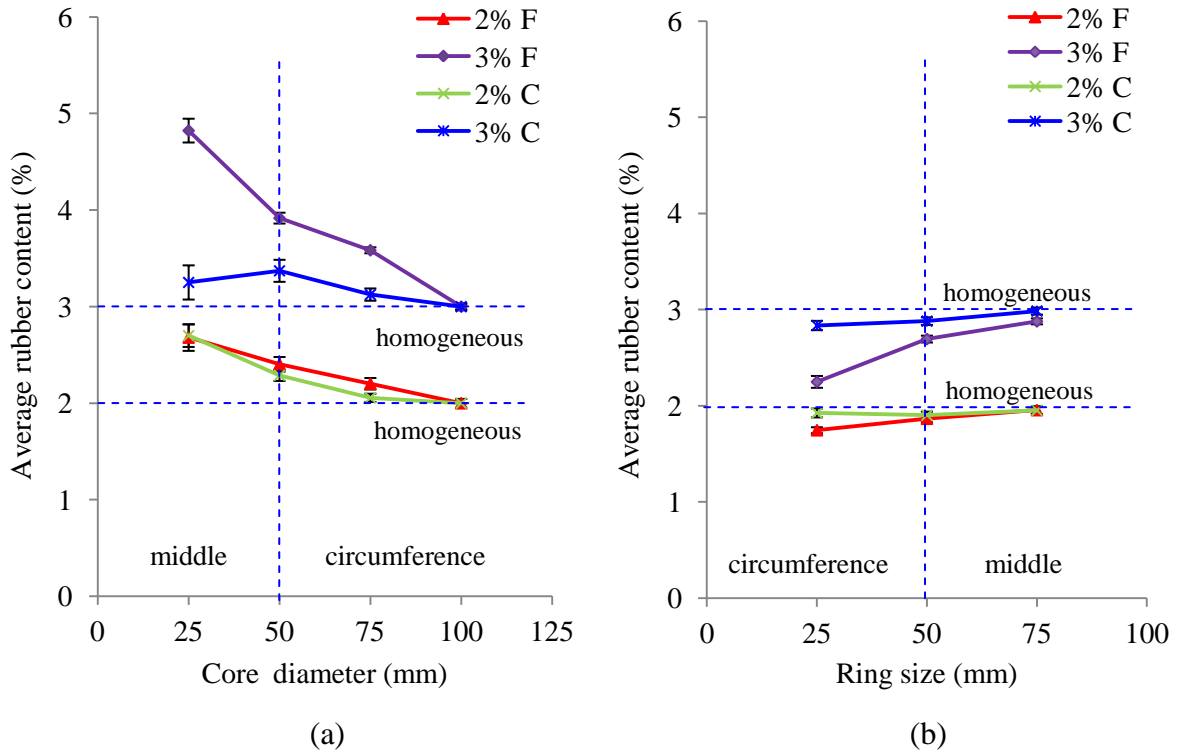 6
5
4
3
2
1
0
Average rubber content (%)
2% F
3% F
2% C
3% C
homogeneous
homogeneous
middle
circumference
0
25
50
75
100
125
Core diameter (mm)
(a)
6
5
4
3
2
1
0
Average rubber content (%)
2% F
3% F
2% C
3% C
homogeneous
homogeneous
circumference
middle
0
25
50
75
100
Ring size (mm)
(b)